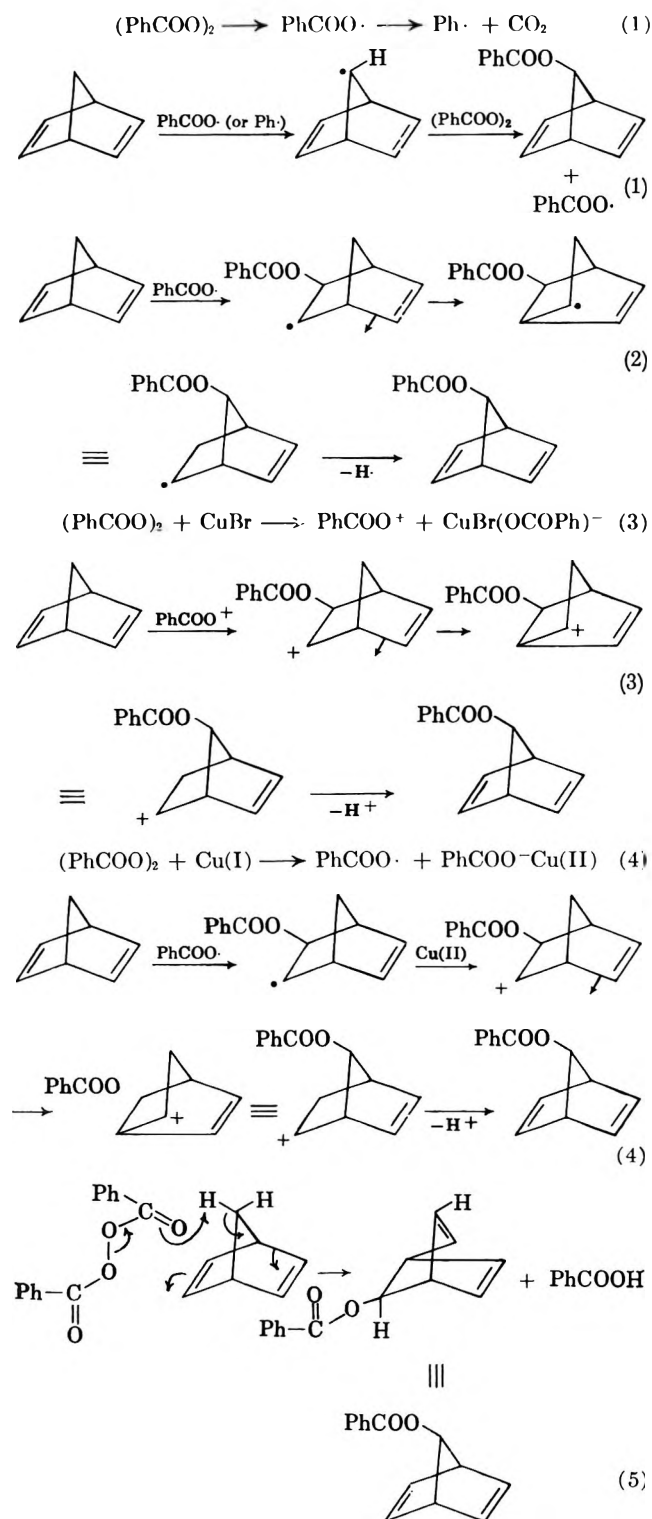 (PhCOO)₂ ⟶ PhCOO· ⟶ Ph· + CO₂ (1)
H
PhCOO
PhCOO· (or Ph·)
(PhCOO)₂
+
(1)
PhCOO·
PhCOO
PhCOO
PhCOO·
(2)
PhCOO
PhCOO
≡
−H·
(PhCOO)₂ + CuBr ⟶ PhCOO⁺ + CuBr(OCOPh)⁻ (3)
PhCOO
PhCOO
PhCOO⁺
+
+
(3)
PhCOO
PhCOO
≡
+
−H⁺
(PhCOO)₂ + Cu(I) ⟶ PhCOO· + PhCOO⁻Cu(II) (4)
PhCOO
PhCOO
PhCOO·
Cu(II)
+
PhCOO
PhCOO
PhCOO
⟶
+
≡
+
−H⁺
(4)
Ph
C
O
O
H H
H
O
Ph–C
O
O
Ph–C
O
H
+ PhCOOH
O
≡
PhCOO
(5)